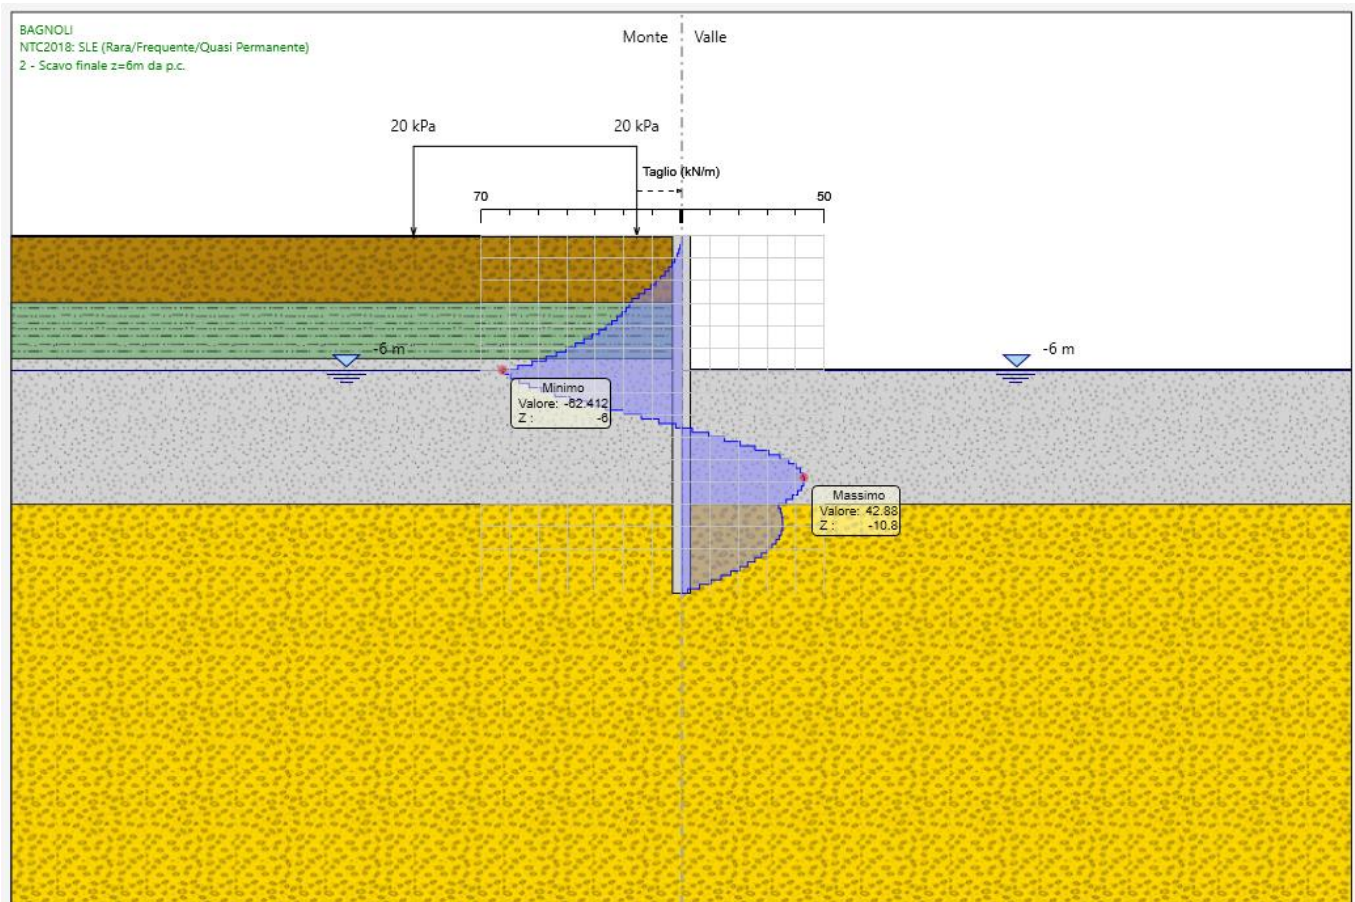 BAGNOLI
NTC2018: SLE (Rara/Frequente/Quasi Permanente)
2 - Scavo finale z=6m da p.c.
Monte Valle
20 kPa 20 kPa
Taglio (kN/m)
70 50
-6 m -6 m
Minimo
Valore: -62.412
Z : -6
Massimo
Valore: 42.88
Z : -10.8